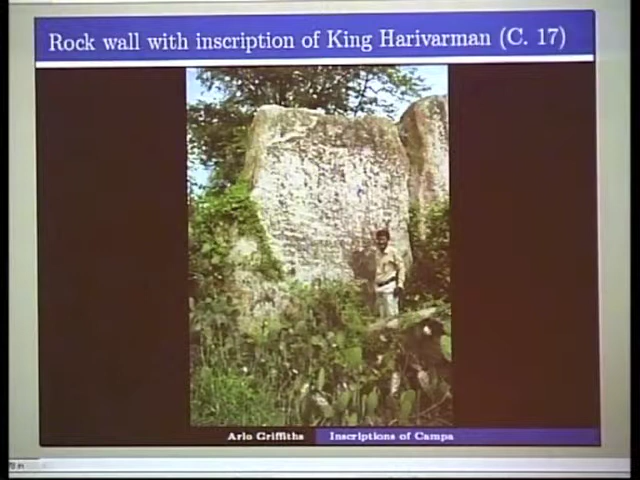 Rock wall with inscription of King Harivarman (C. 17)
Arlo Griffiths
Inscriptions of Campa